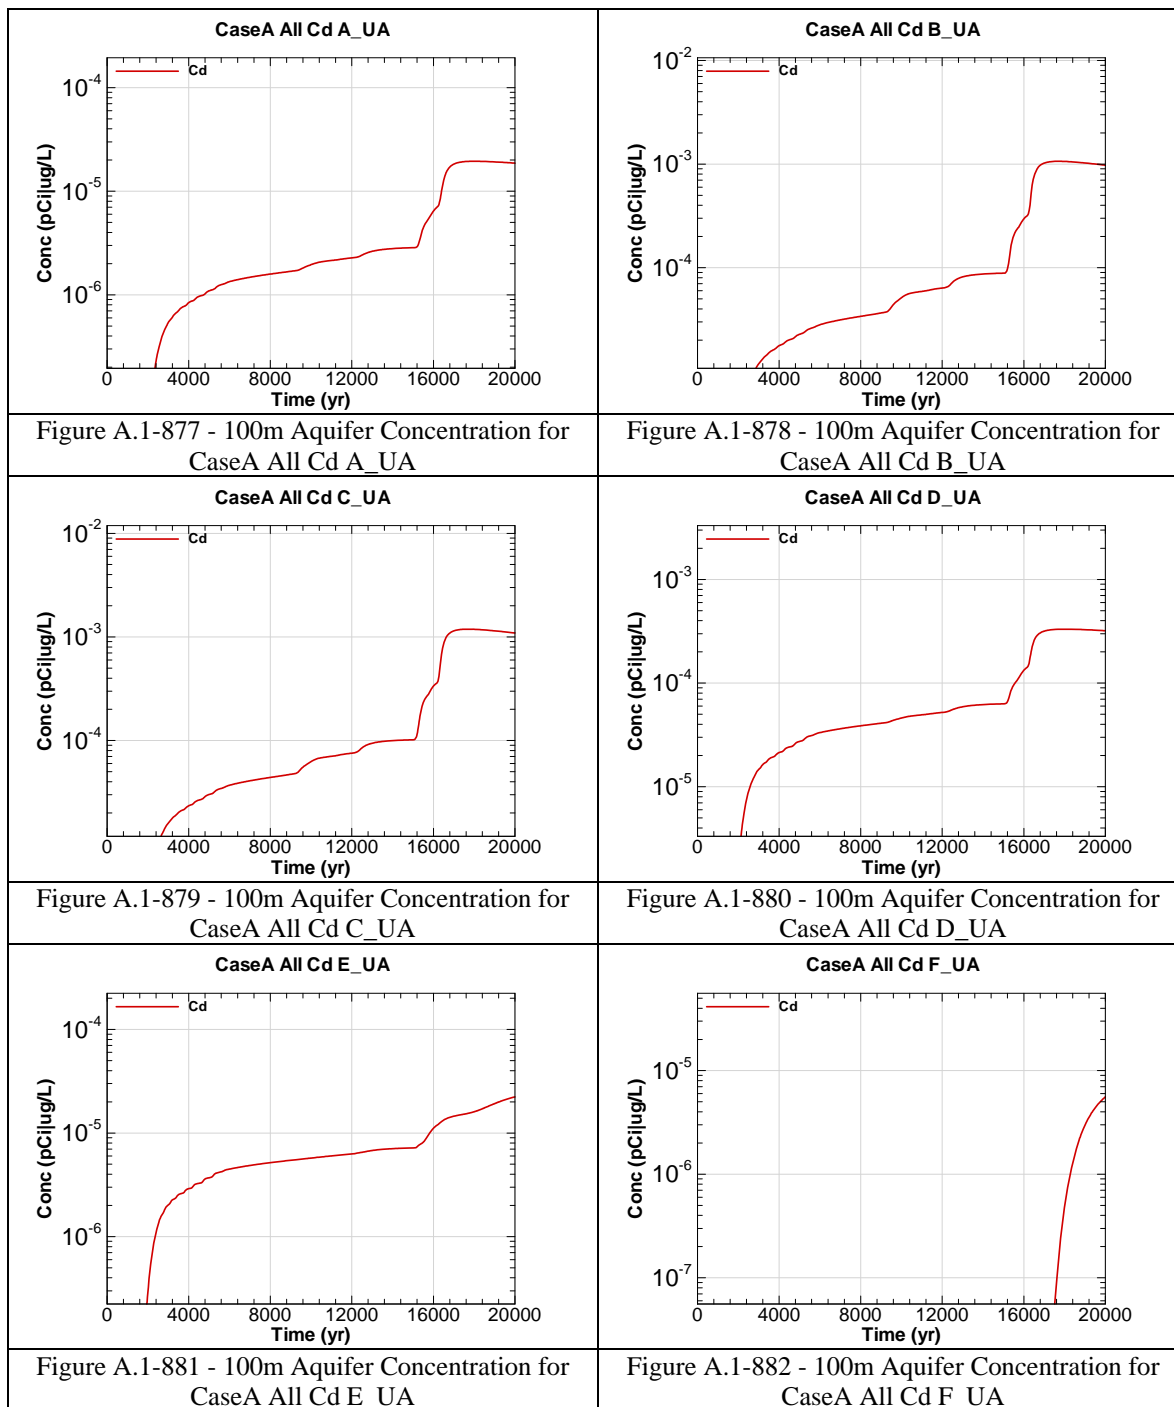 CaseA All Cd A_UA
Cd
10-4
10-5
10-6
Conc (pCi|ug/L)
0 4000 8000 12000 16000 20000
Time (yr)
Figure A.1-877 - 100m Aquifer Concentration for
CaseA All Cd A_UA
CaseA All Cd B_UA
Cd
10-2
10-3
10-4
Conc (pCi|ug/L)
0 4000 8000 12000 16000 20000
Time (yr)
Figure A.1-878 - 100m Aquifer Concentration for
CaseA All Cd B_UA
CaseA All Cd C_UA
Cd
10-2
10-3
10-4
Conc (pCi|ug/L)
0 4000 8000 12000 16000 20000
Time (yr)
Figure A.1-879 - 100m Aquifer Concentration for
CaseA All Cd C_UA
CaseA All Cd D_UA
Cd
10-3
10-4
10-5
Conc (pCi|ug/L)
0 4000 8000 12000 16000 20000
Time (yr)
Figure A.1-880 - 100m Aquifer Concentration for
CaseA All Cd D_UA
CaseA All Cd E_UA
Cd
10-4
10-5
10-6
Conc (pCi|ug/L)
0 4000 8000 12000 16000 20000
Time (yr)
Figure A.1-881 - 100m Aquifer Concentration for
CaseA All Cd E_UA
CaseA All Cd F_UA
Cd
10-5
10-6
10-7
Conc (pCi|ug/L)
0 4000 8000 12000 16000 20000
Time (yr)
Figure A.1-882 - 100m Aquifer Concentration for
CaseA All Cd F_UA